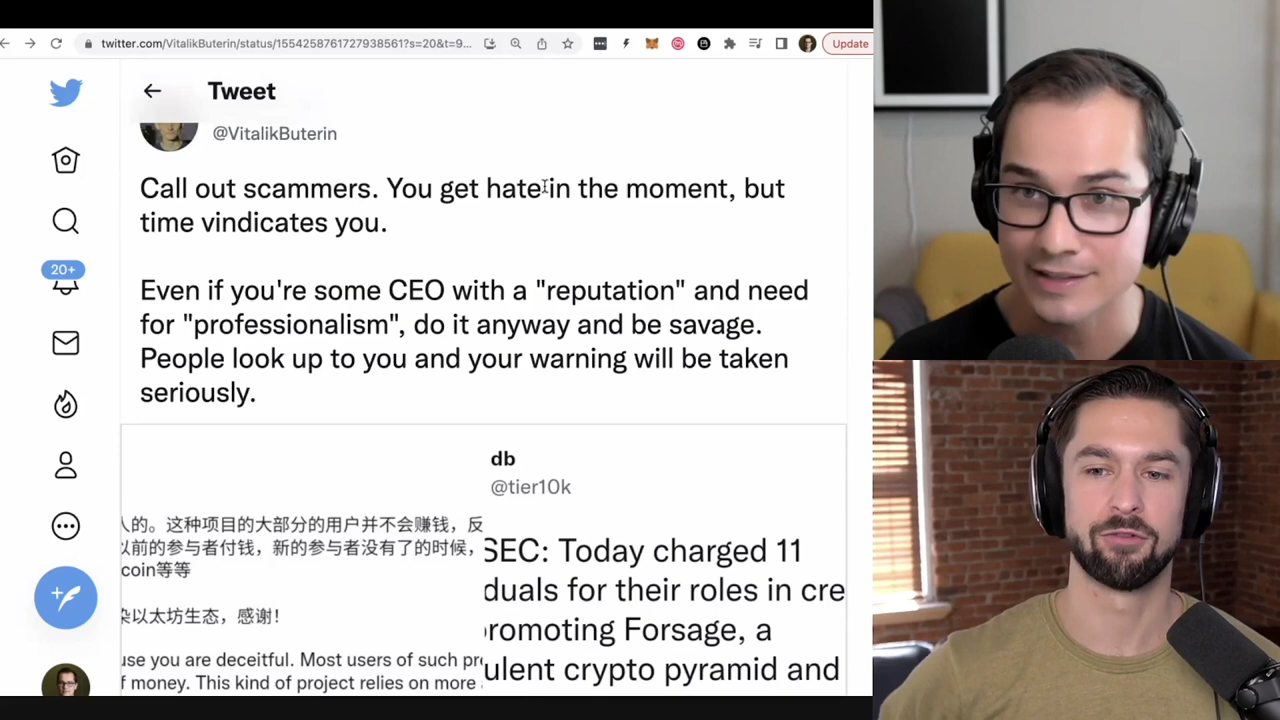 twitter.com/VitalikButerin/status/1554258761727938561?s=20&t=9...
Update
Tweet
@VitalikButerin
Call out scammers. You get hate in the moment, but
time vindicates you.
20+
Even if you're some CEO with a "reputation" and need
for "professionalism", do it anyway and be savage.
People look up to you and your warning will be taken
seriously.
db
@tier10k
人的。这种项目的大部分的用户并不会赚钱，反
以前的参与者付钱，新的参与者没有了的时候，
coin等等
染以太坊生态，感谢！
use you are deceitful. Most users of such pr
f money. This kind of project relies on more
SEC: Today charged 11
duals for their roles in cre
promoting Forsage, a
ulent crypto pyramid and